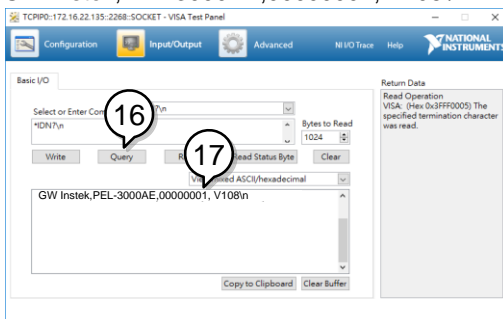 TCPIP0::172.16.22.135::2268::SOCKET - VISA Test Panel
Configuration
Input/Output
Advanced
NI I/O Trace
Help
NATIONAL
INSTRUMENTS
Basic I/O
Return Data
Read Operation
VISA: (Hex 0x3FFF0005) The
specified termination character
was read.
Select or Enter
\n
16
*IDN?\n
Bytes to Read
1024
Write
Query
17
Read Status Byte
Clear
ASCII/hexadecimal
GW Instek,PEL-3000AE,00000001, V108\n
Copy to Clipboard
Clear Buffer